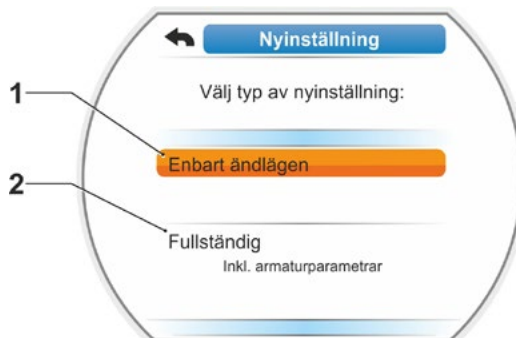 Nyinställning
Välj typ av nyinställning:
1
Enbart ändlägen
2
Fullständig
Inkl. armaturparametrar